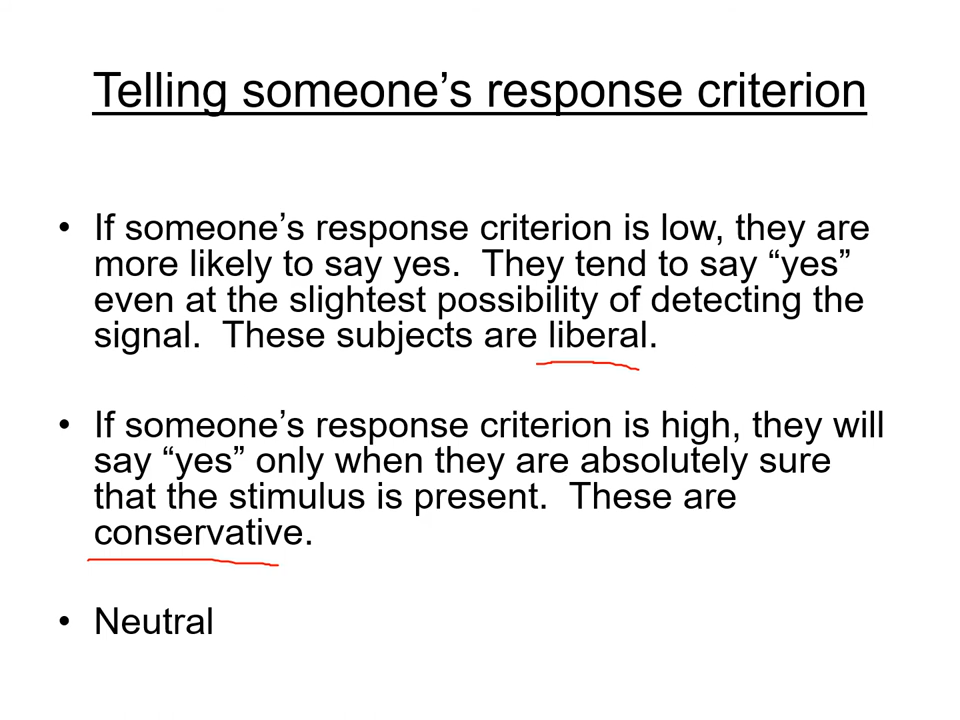 Telling someone’s response criterion
• If someone’s response criterion is low, they are
more likely to say yes.  They tend to say “yes”
even at the slightest possibility of detecting the
signal.  These subjects are liberal.
• If someone’s response criterion is high, they will
say “yes” only when they are absolutely sure
that the stimulus is present.  These are
conservative.
• Neutral